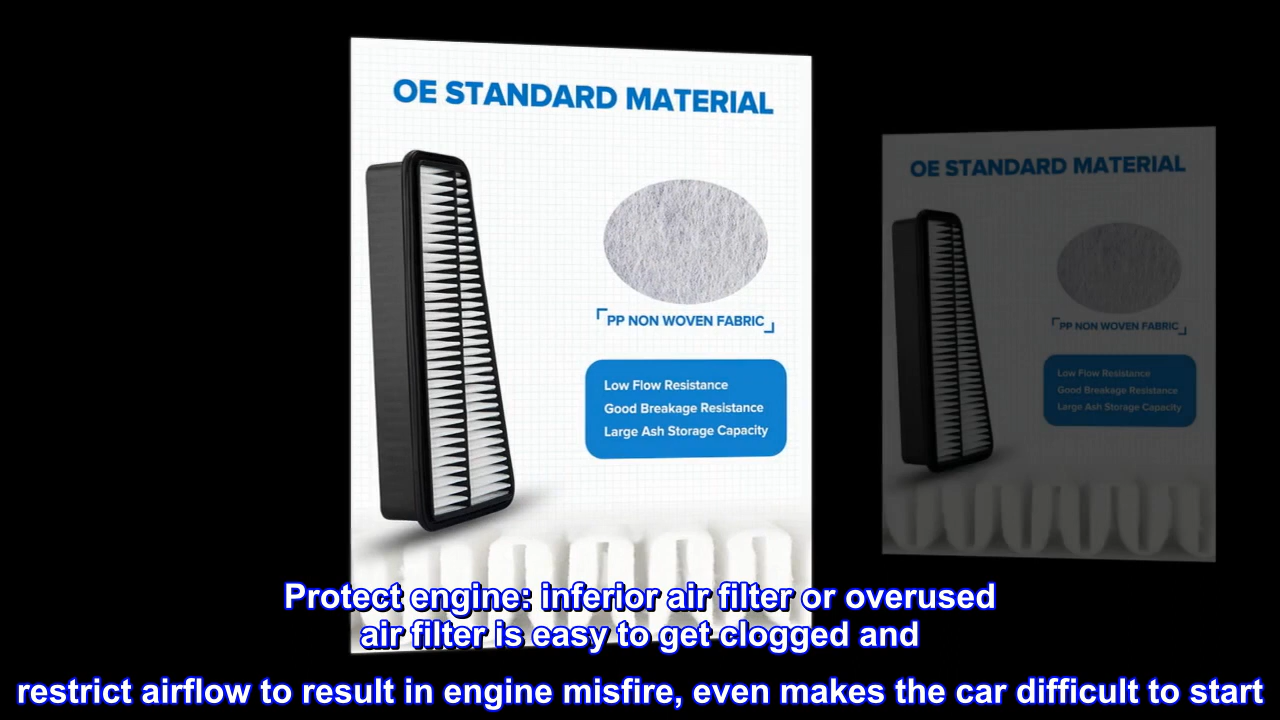 OE STANDARD MATERIAL
PP NON WOVEN FABRIC
Low Flow Resistance
Good Breakage Resistance
Large Ash Storage Capacity
OE STANDARD MATERIAL
PP NON WOVEN FABRIC
Low Flow Resistance
Good Breakage Resistance
Large Ash Storage Capacity
Protect engine: inferior air filter or overused
air filter is easy to get clogged and
restrict airflow to result in engine misfire, even makes the car difficult to start